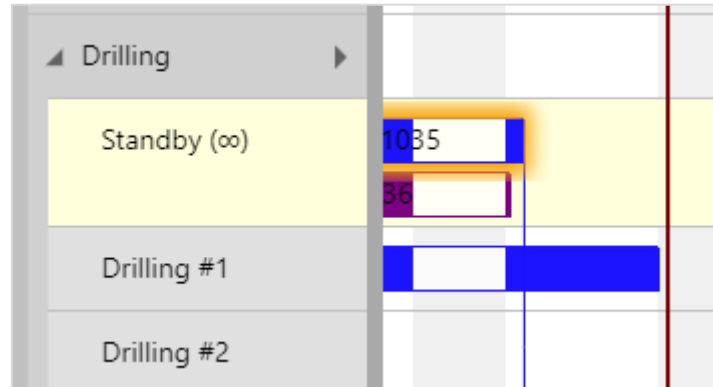 Drilling
Standby (∞)
1035
36
Drilling #1
Drilling #2